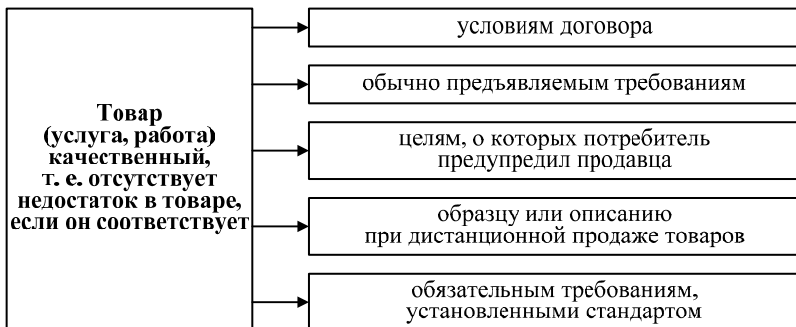 Товар
(услуга, работа)
качественный,
т. е. отсутствует
недостаток в товаре,
если он соответствует
условиям договора
обычно предъявляемым требованиям
целям, о которых потребитель
предупредил продавца
образцу или описанию
при дистанционной продаже товаров
обязательным требованиям,
установленными стандартом